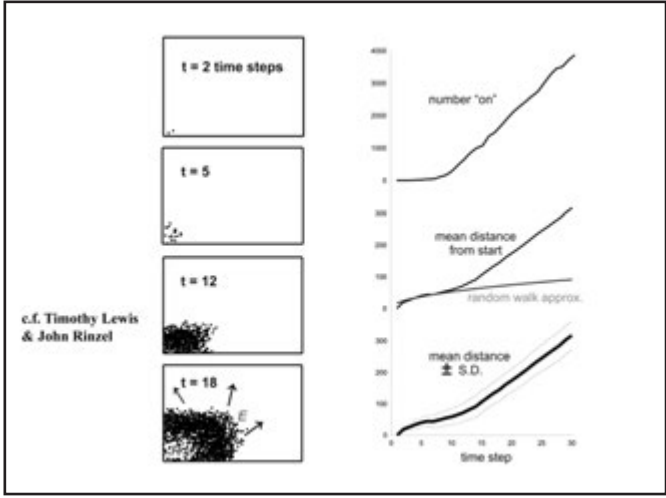 t = 2 time steps
t = 5
t = 12
t = 18
E
c.f. Timothy Lewis
& John Rinzel
4000
3000
2000
1000
0
number "on"
300
200
100
0
mean distance
from start
random walk approx.
300
200
100
0
mean distance
± S.D.
0 5 10 15 20 25 30
time step